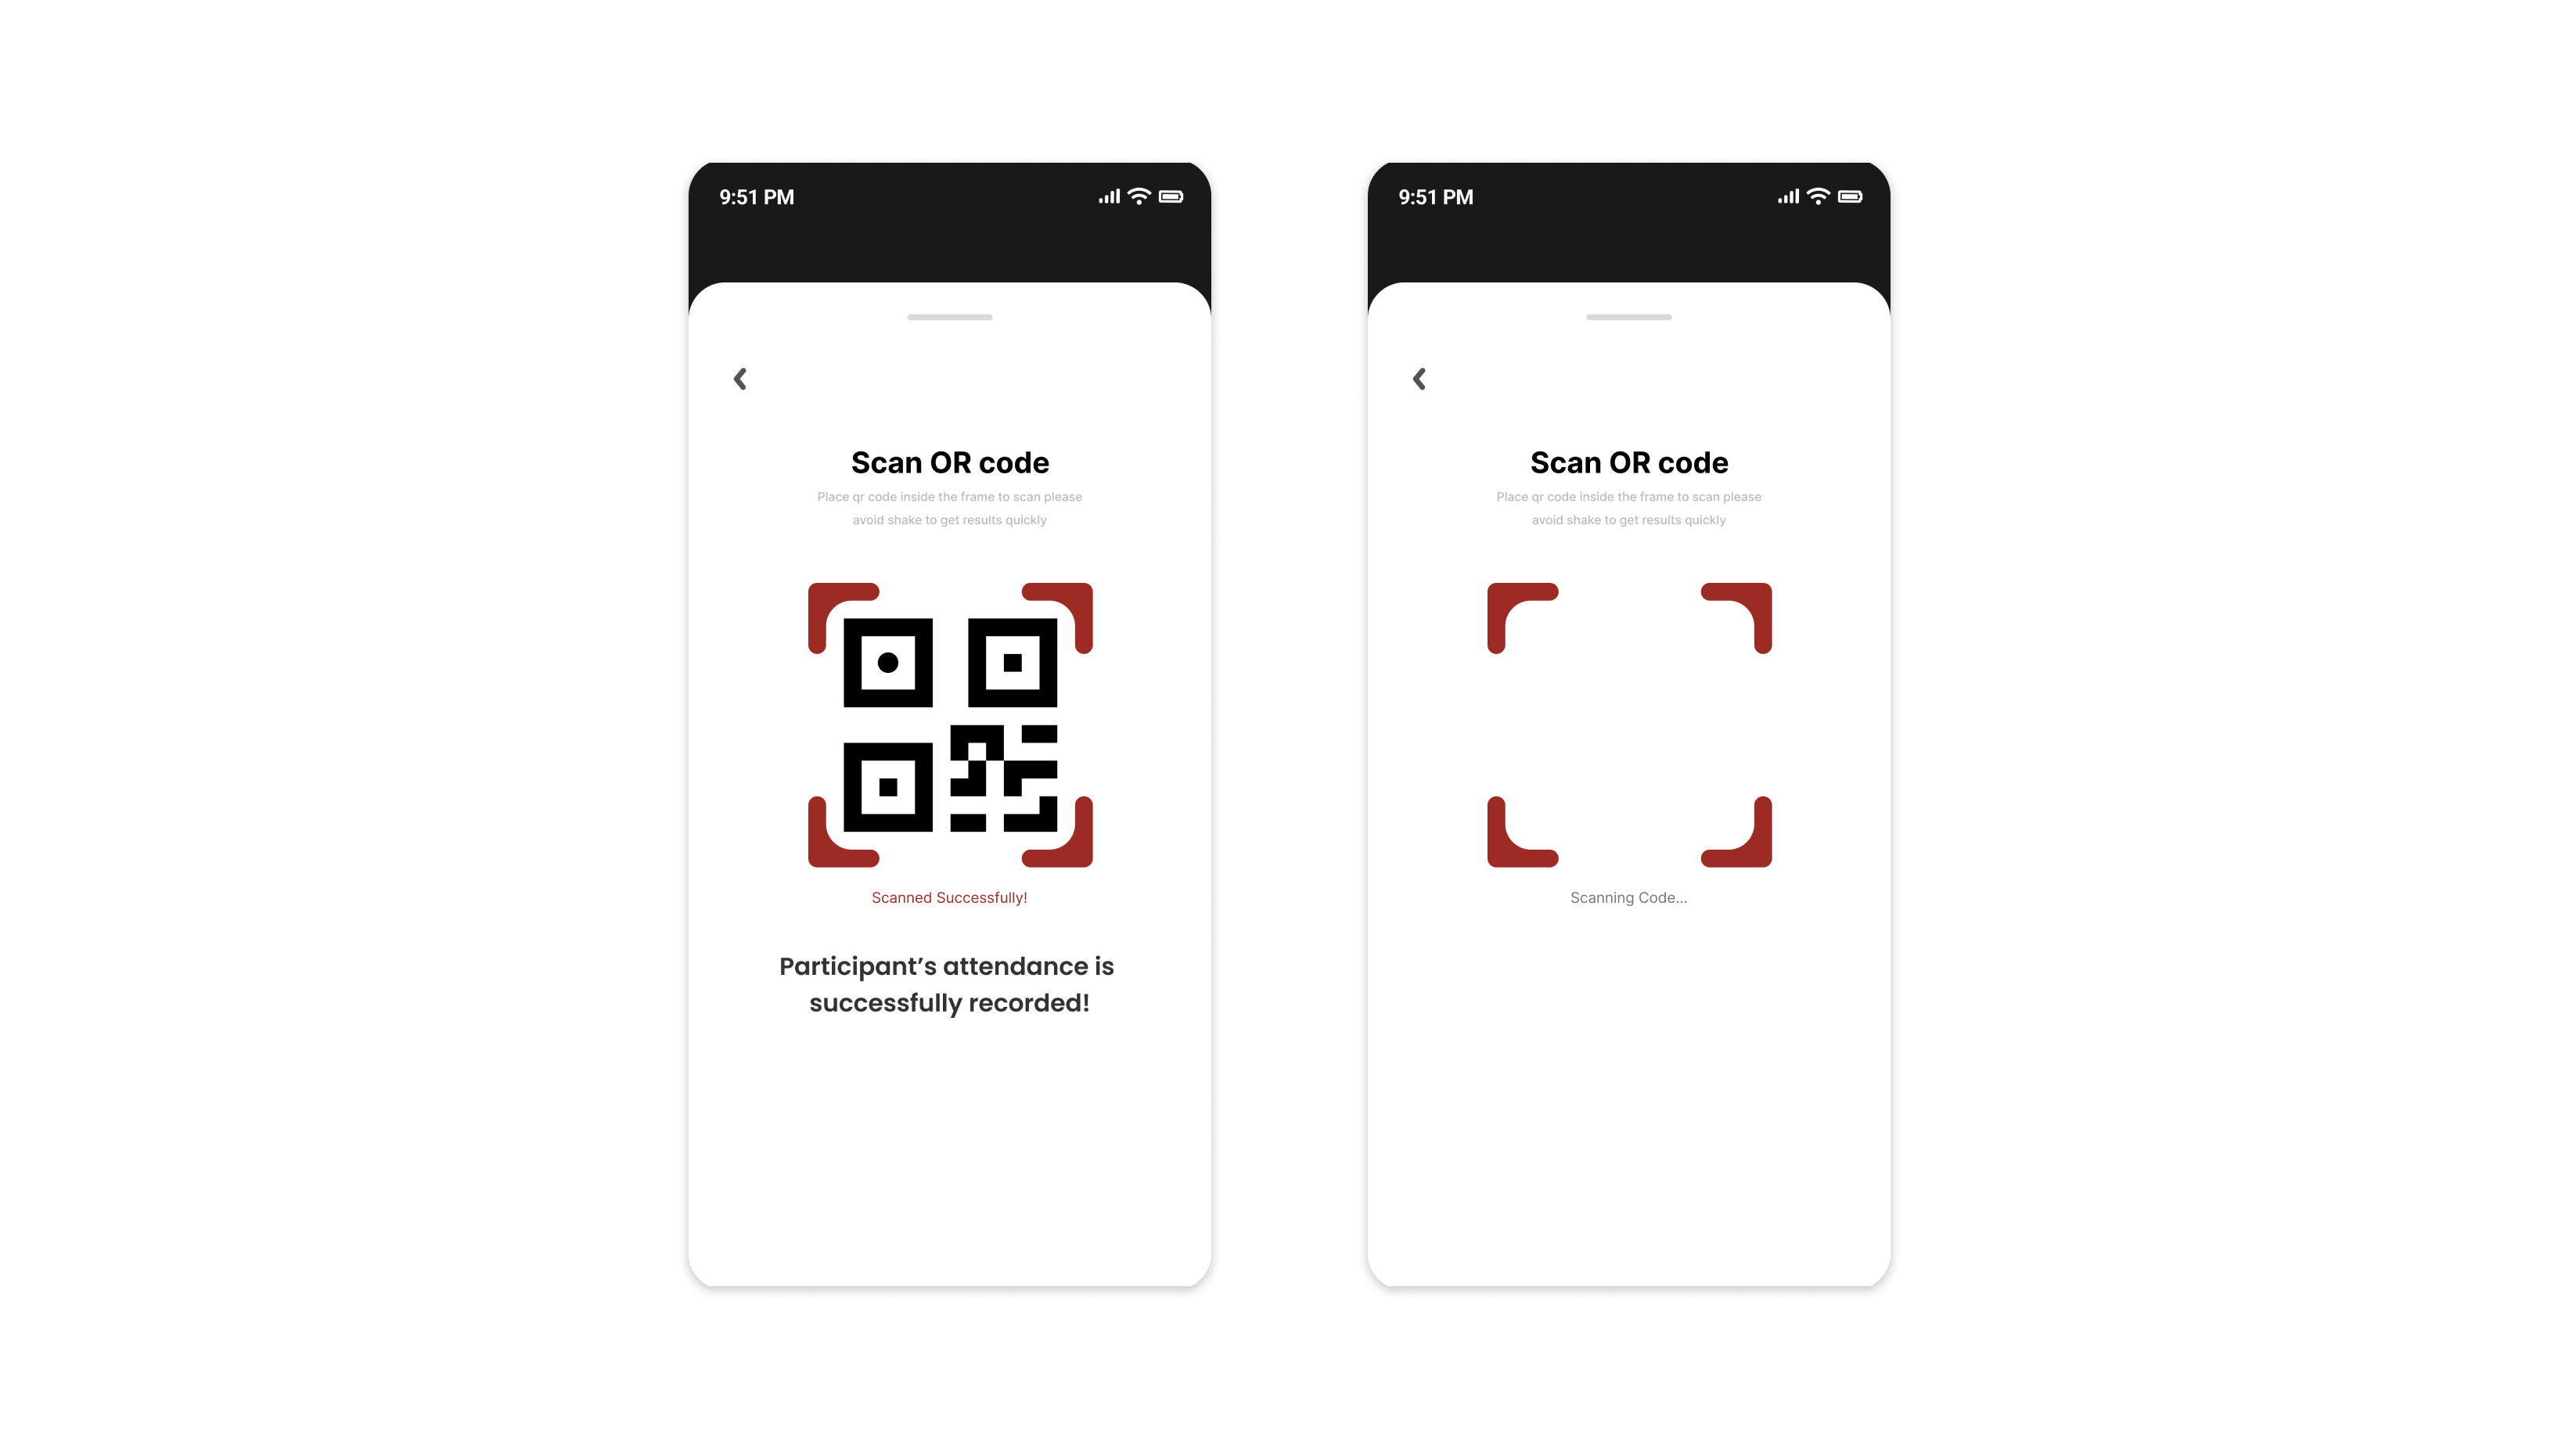 9:51 PM
Scan OR code
Place qr code inside the frame to scan please
avoid shake to get results quickly
Scanned Successfully!
Participant’s attendance is
successfully recorded!
9:51 PM
Scan OR code
Place qr code inside the frame to scan please
avoid shake to get results quickly
Scanning Code...